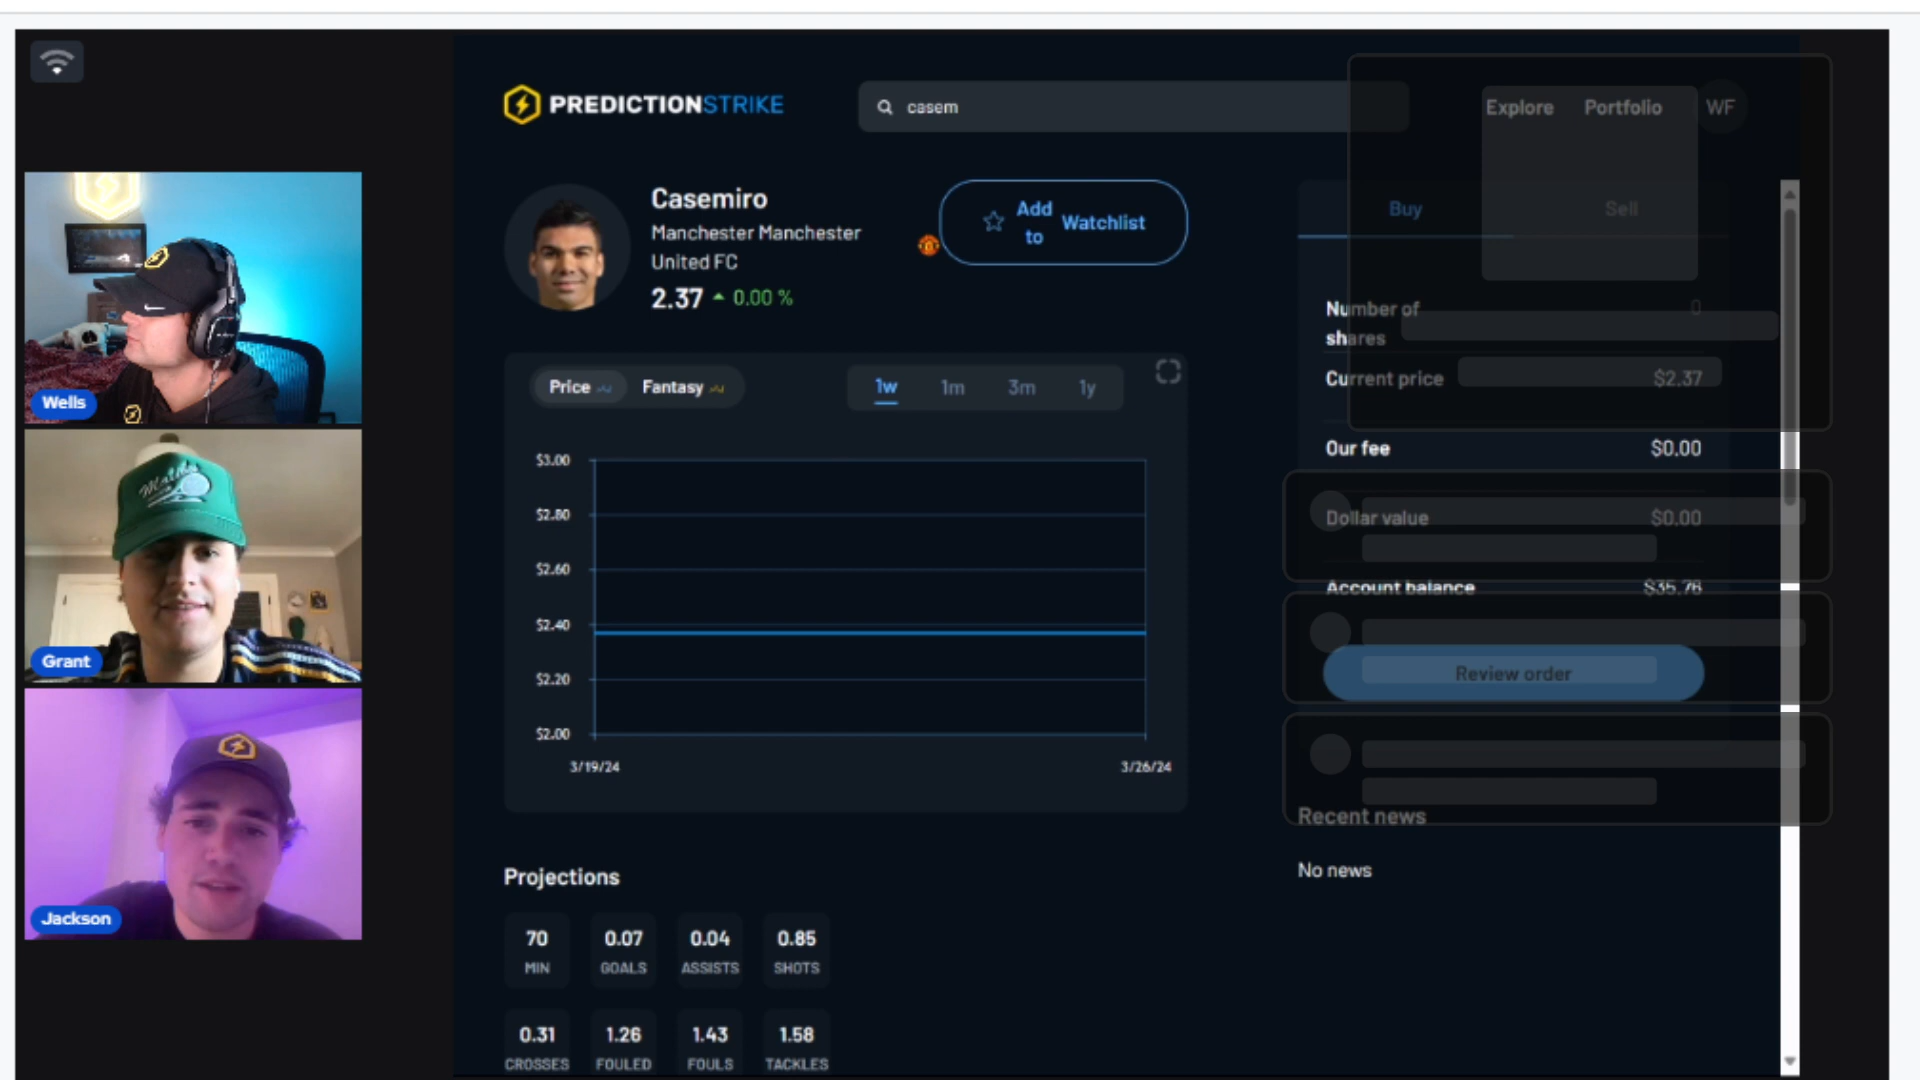 PREDICTIONSTRIKE
casem
Explore
Portfolio
WF
Casemiro
Manchester Manchester
United FC
2.37 0.00 %
Add to Watchlist
Buy
Sell
Number of shares
0
Current price
$2.37
Our fee
$0.00
Dollar value
$0.00
Account balance
$35.76
Review order
Recent news
No news
Price
Fantasy
1w
1m
3m
1y
$3.00
$2.80
$2.60
$2.40
$2.20
$2.00
3/19/24
3/26/24
Projections
70
MIN
0.07
GOALS
0.04
ASSISTS
0.85
SHOTS
0.31
CROSSES
1.26
FOULED
1.43
FOULS
1.58
TACKLES
Wells
Grant
Jackson